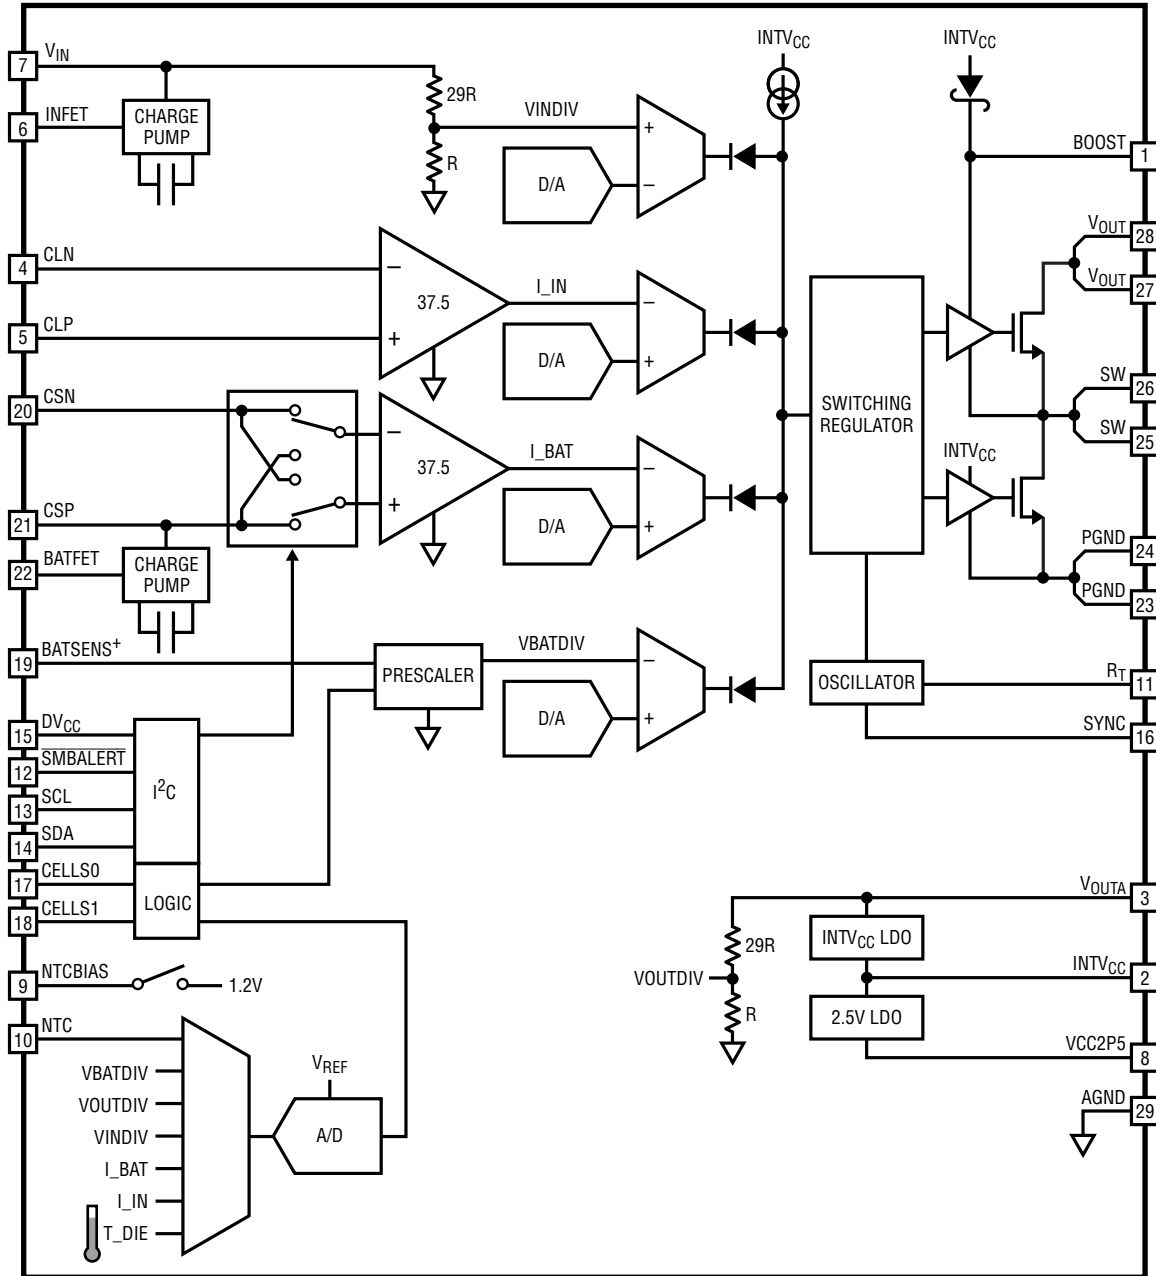 INTVCC
INTVCC
7
VIN
29R
6
INFET
CHARGE
PUMP
VINDIV
+
R
D/A
−
BOOST
1
VOUT
28
4
CLN
−
VOUT
27
37.5
I_IN
−
5
CLP
+
D/A
+
SW
26
20
CSN
−
SWITCHING
REGULATOR
SW
25
37.5
I_BAT
−
INTVCC
21
CSP
+
D/A
+
22
BATFET
CHARGE
PUMP
PGND
24
PGND
23
19
BATSENS+
PRESCALER
VBATDIV
−
OSCILLATOR
RT
11
D/A
+
SYNC
16
15
DVCC
12
SMBALERT
I2C
13
SCL
14
SDA
17
CELLS0
LOGIC
18
CELLS1
VOUTA
3
29R
INTVCC LDO
9
NTCBIAS
1.2V
VOUTDIV
INTVCC
2
R
2.5V LDO
10
NTC
VCC2P5
8
VBATDIV
VREF
VOUTDIV
AGND
29
VINDIV
A/D
I_BAT
I_IN
T_DIE